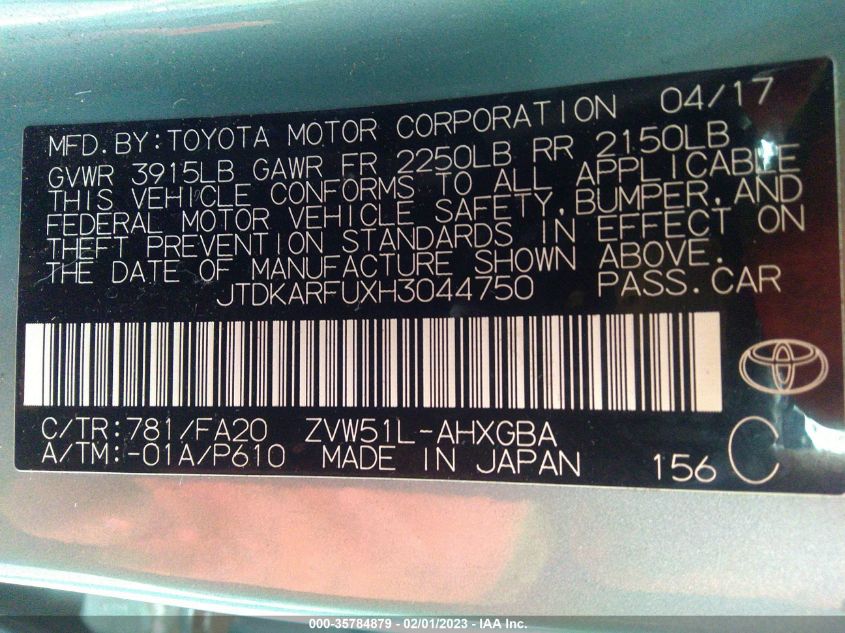 MFD. BY: TOYOTA MOTOR CORPORATION 04/17
GVWR 3915LB GAWR FR 2250LB RR 2150LB
THIS VEHICLE CONFORMS TO ALL APPLICABLE
FEDERAL MOTOR VEHICLE SAFETY, BUMPER, AND
THEFT PREVENTION STANDARDS IN EFFECT ON
THE DATE OF MANUFACTURE SHOWN ABOVE.
JTDKARFUXH3044750 PASS. CAR
C/TR: 781/FA20 ZVW51L-AHXGBA
A/TM: -01A/P610 MADE IN JAPAN 156 C
000-35784879 / 02/01/2023 - IAA Inc.